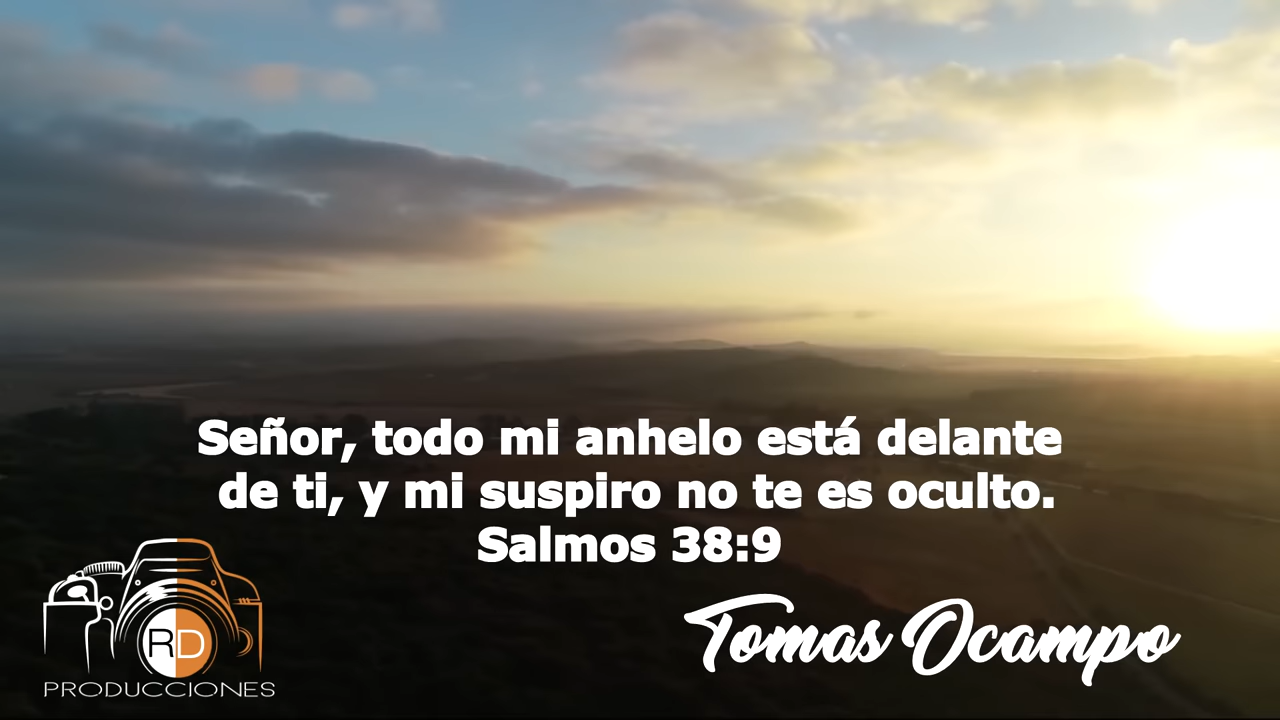 Señor, todo mi anhelo está delante
de ti, y mi suspiro no te es oculto.
Salmos 38:9
RD
PRODUCCIONES
Tomas Ocampo